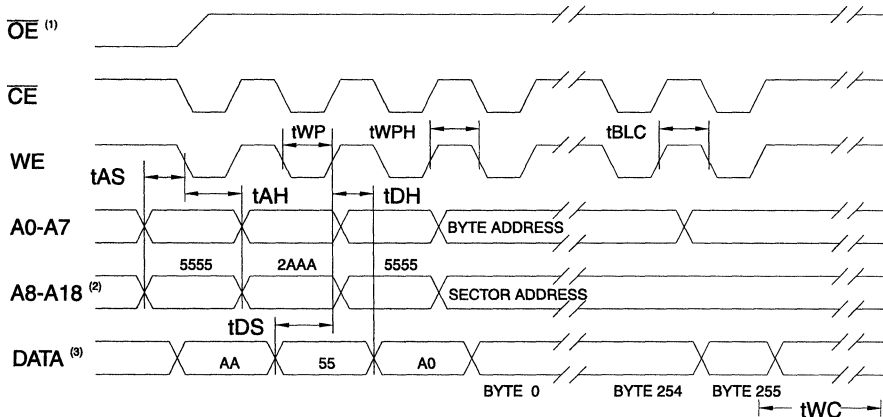 OE (1)
CE
tWP tWPH tBLC
WE
tAS
tAH tDH
A0-A7 BYTE ADDRESS
5555 2AAA 5555
A8-A18 (2) SECTOR ADDRESS
tDS
DATA (3) AA 55 A0
BYTE 0 BYTE 254 BYTE 255
tWC